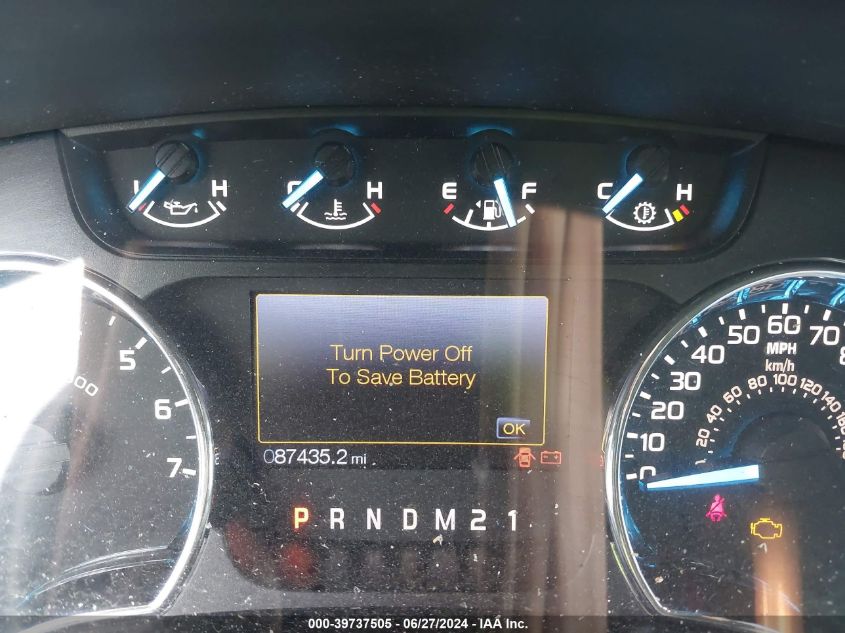 L H C H E F C H
5
6
7
000
Turn Power Off
To Save Battery
OK
087435.2 mi
P R N D M 2 1
0 10 20 30 40 50 60 70
MPH
km/h
20 40 60 80 100 120 140
000-39737505 - 06/27/2024 - IAA Inc.